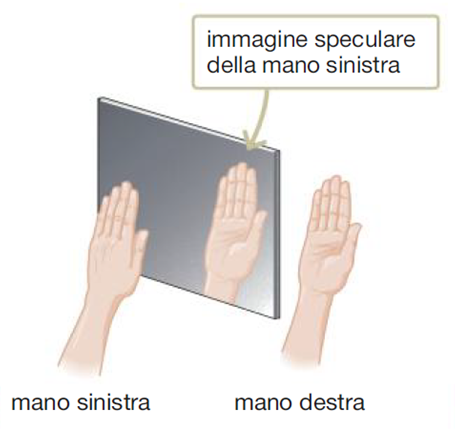 immagine speculare
della mano sinistra
mano sinistra
mano destra